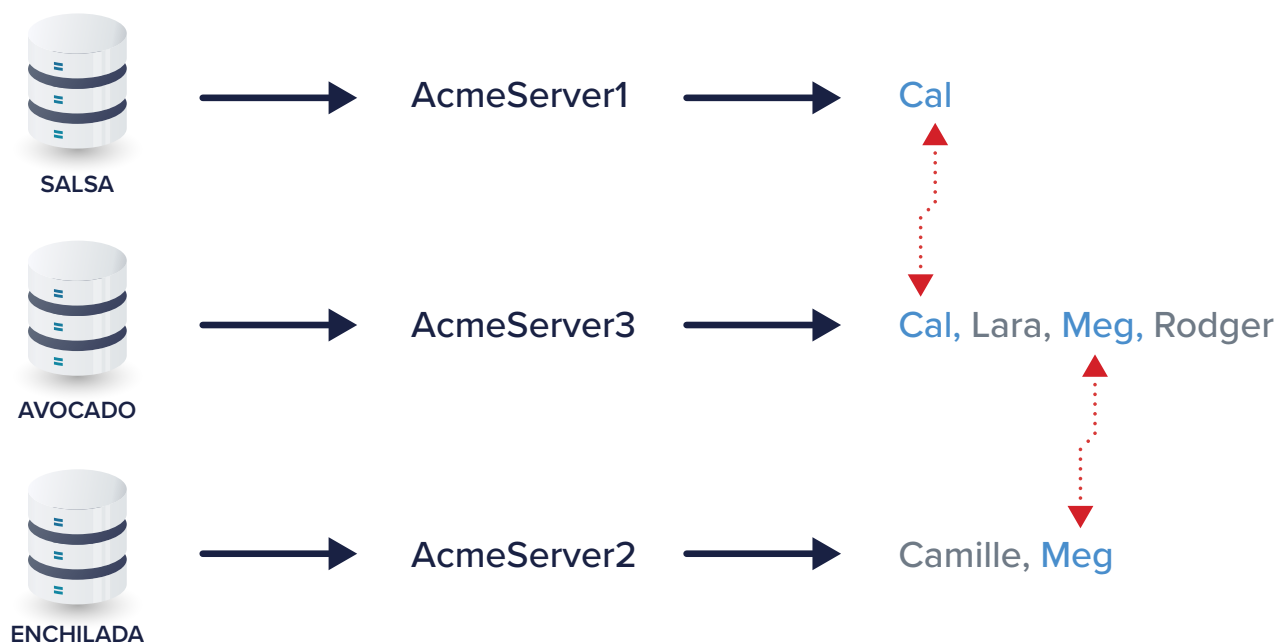 AcmeServer1
Cal
SALSA
AcmeServer3
Cal, Lara, Meg, Rodger
AVOCADO
AcmeServer2
Camille, Meg
ENCHILADA